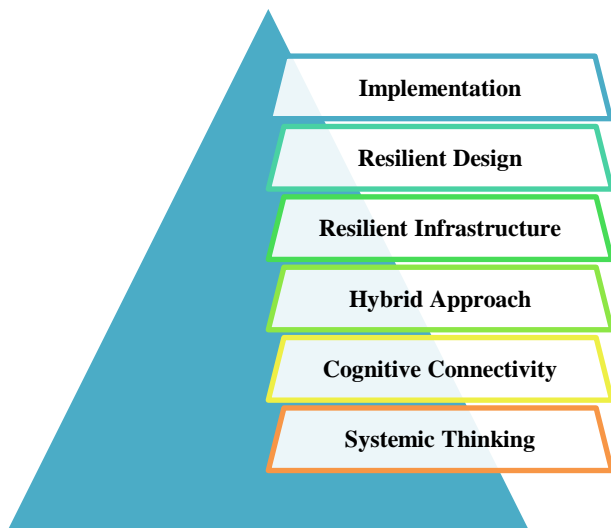 Implementation
Resilient Design
Resilient Infrastructure
Hybrid Approach
Cognitive Connectivity
Systemic Thinking